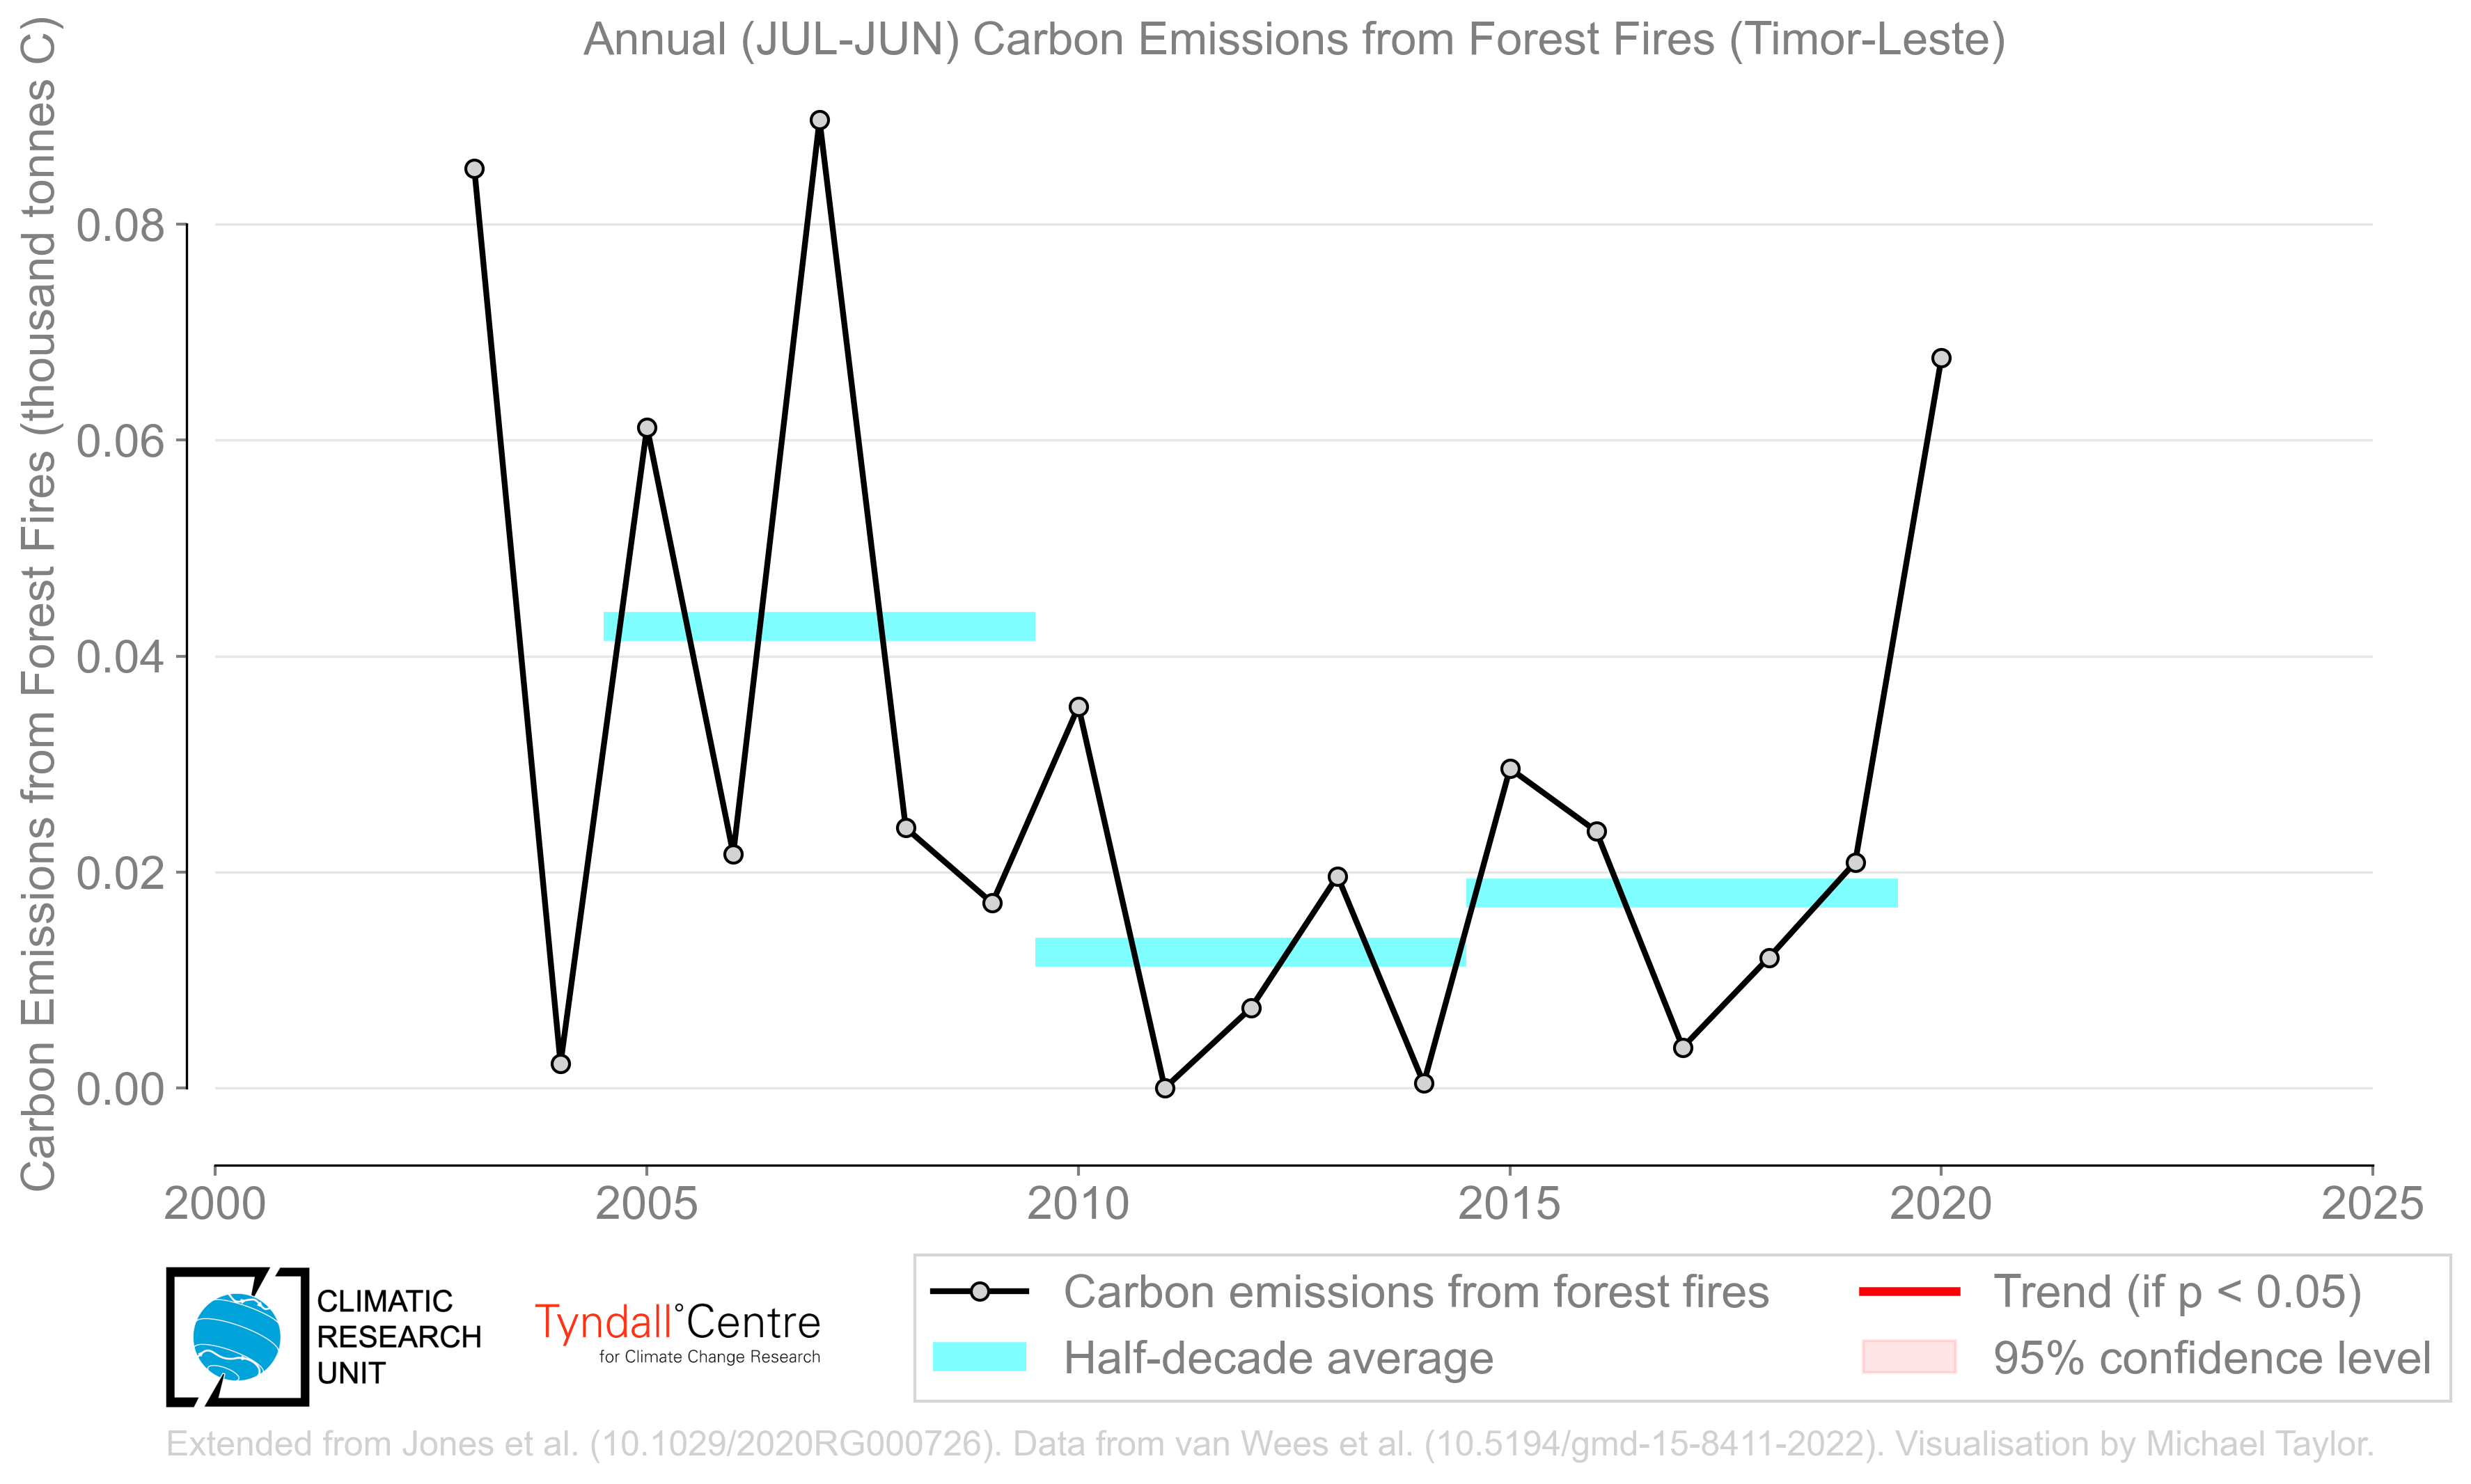 Annual (JUL-JUN) Carbon Emissions from Forest Fires (Timor-Leste)
Carbon Emissions from Forest Fires (thousand tonnes C)
0.08
0.06
0.04
0.02
0.00
2000
2005
2010
2015
2020
2025
CLIMATIC
RESEARCH
UNIT
Tyndall°Centre
for Climate Change Research
Carbon emissions from forest fires
Half-decade average
Trend (if p < 0.05)
95% confidence level
Extended from Jones et al. (10.1029/2020RG000726). Data from van Wees et al. (10.5194/gmd-15-8411-2022). Visualisation by Michael Taylor.